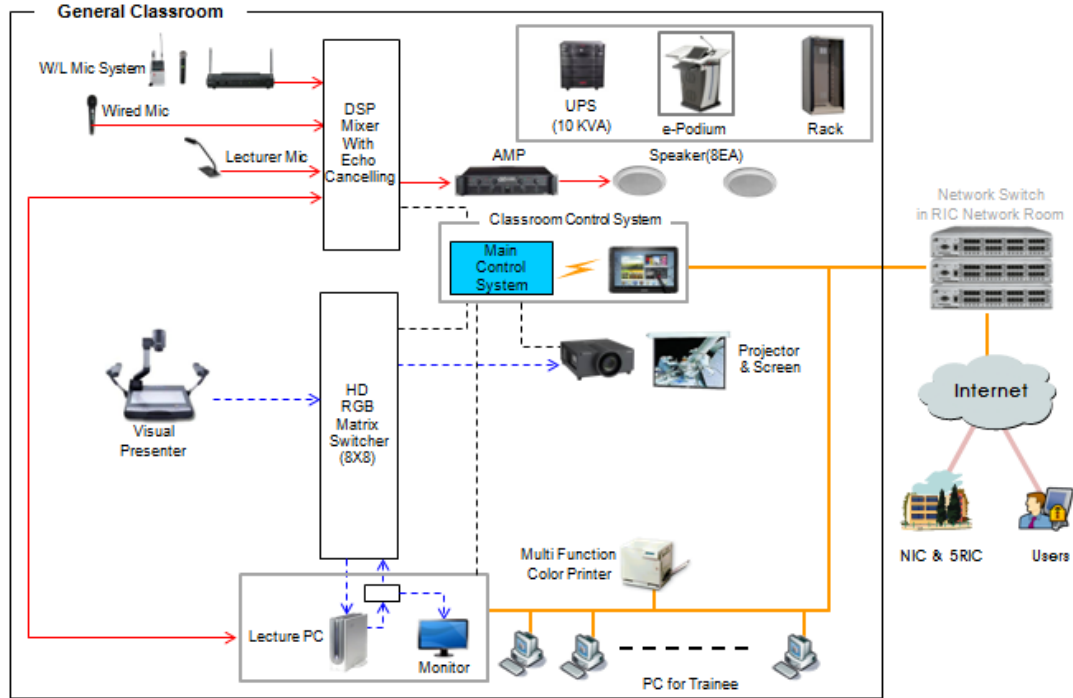 General Classroom
W/L Mic System
Wired Mic
Lecturer Mic
DSP
Mixer
With
Echo
Cancelling
UPS
(10 KVA)
e-Podium
Rack
AMP
Speaker(8EA)
Classroom Control System
Main
Control
System
Network Switch
in RIC Network Room
Visual
Presenter
HD
RGB
Matrix
Switcher
(8X8)
Projector
& Screen
Internet
NIC & 5RIC
Users
Multi Function
Color Printer
Lecture PC
Monitor
PC for Trainee